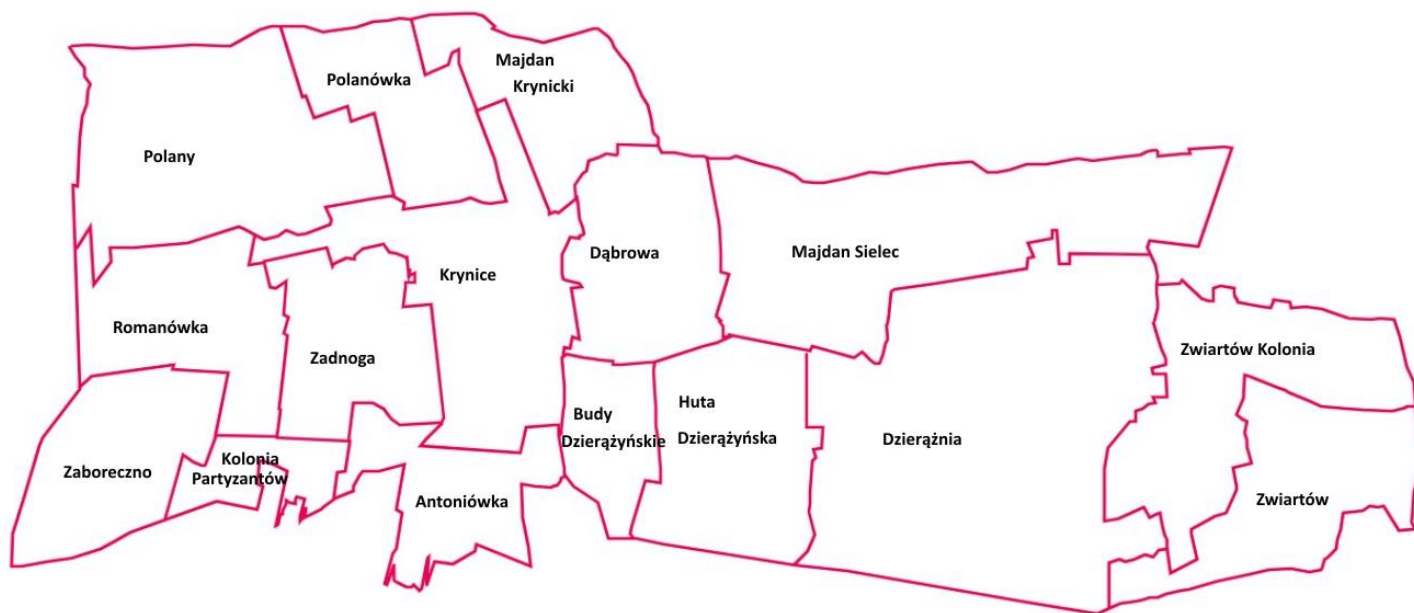 Majdan
Krynicki
Polanówka
Polany
Dąbrowa
Majdan Sielec
Krynice
Romanówka
Zadnoga
Zwiartów Kolonia
Budy
Dzierążyńskie
Huta
Dzierążyńska
Dzierążnia
Kolonia
Partyzantów
Zaboreczno
Antoniówka
Zwiartów